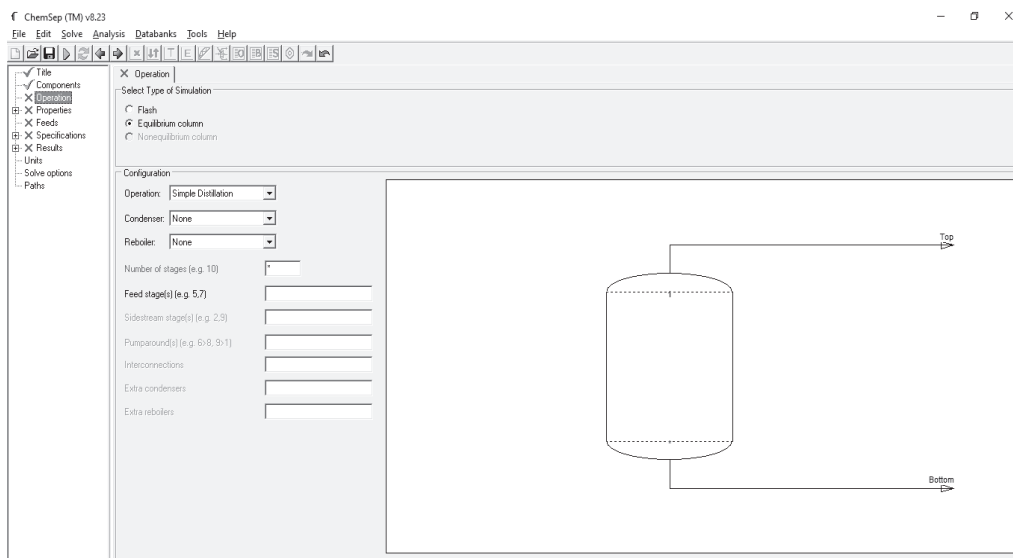 ChemSep (TM) v8.23
File Edit Solve Analysis Databanks Tools Help
Title
Components
Operation
Properties
Feeds
Specifications
Results
Units
Solve options
Paths
Operation
Select Type of Simulation
Flash
Equilibrium column
Nonequilibrium column
Configuration
Operation: Simple Distillation
Condenser: None
Reboiler: None
Number of stages (e.g. 10) *
Feed stage(s) (e.g. 5,7)
Sidestream stage(s) (e.g. 2,9)
Pumparound(s) (e.g. 6>8, 9>1)
Interconnections
Extra condensers
Extra reboilers
Top
Bottom